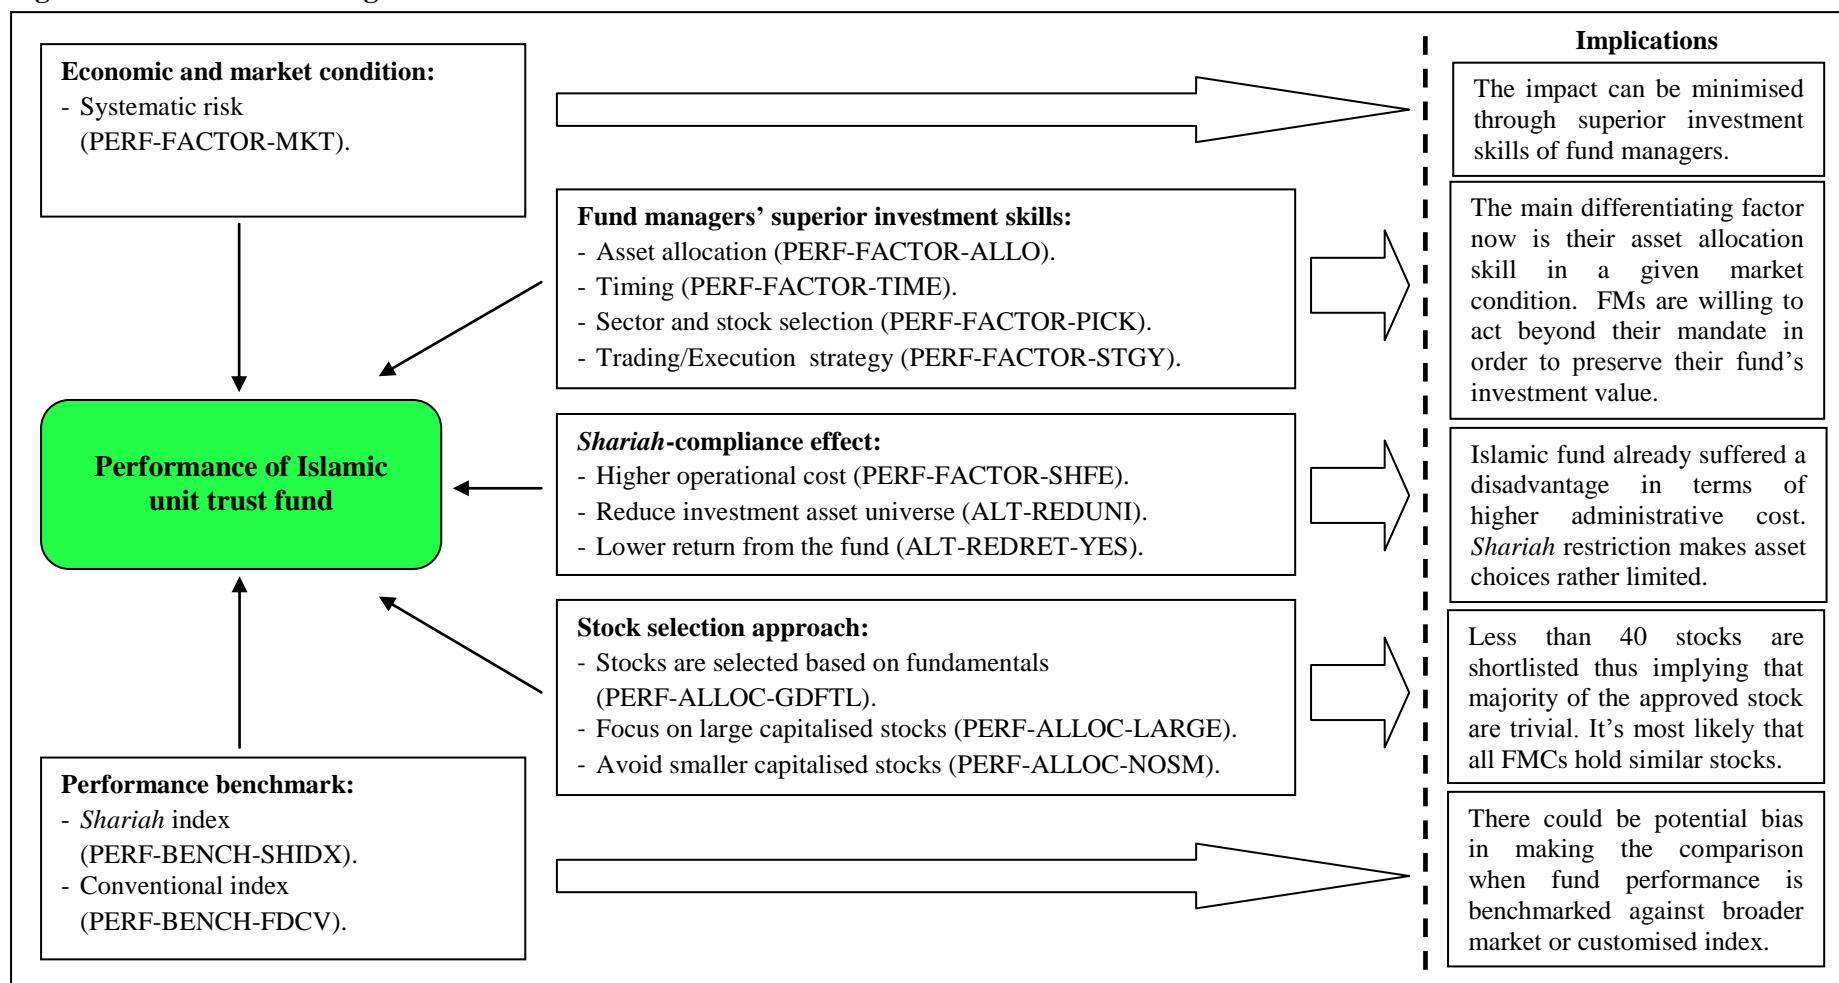 Implications
Economic and market condition:
- Systematic risk
(PERF-FACTOR-MKT).
The impact can be minimised
through superior investment
skills of fund managers.
Fund managers’ superior investment skills:
- Asset allocation (PERF-FACTOR-ALLO).
- Timing (PERF-FACTOR-TIME).
- Sector and stock selection (PERF-FACTOR-PICK).
- Trading/Execution strategy (PERF-FACTOR-STGY).
The main differentiating factor
now is their asset allocation
skill in a given market
condition. FMs are willing to
act beyond their mandate in
order to preserve their fund’s
investment value.
Performance of Islamic
unit trust fund
Shariah-compliance effect:
- Higher operational cost (PERF-FACTOR-SHFE).
- Reduce investment asset universe (ALT-REDUNI).
- Lower return from the fund (ALT-REDRET-YES).
Islamic fund already suffered a
disadvantage in terms of
higher administrative cost.
Shariah restriction makes asset
choices rather limited.
Stock selection approach:
- Stocks are selected based on fundamentals
(PERF-ALLOC-GDFTL).
- Focus on large capitalised stocks (PERF-ALLOC-LARGE).
- Avoid smaller capitalised stocks (PERF-ALLOC-NOSM).
Less than 40 stocks are
shortlisted thus implying that
majority of the approved stock
are trivial. It’s most likely that
all FMCs hold similar stocks.
Performance benchmark:
- Shariah index
(PERF-BENCH-SHIDX).
- Conventional index
(PERF-BENCH-FDCV).
There could be potential bias
in making the comparison
when fund performance is
benchmarked against broader
market or customised index.